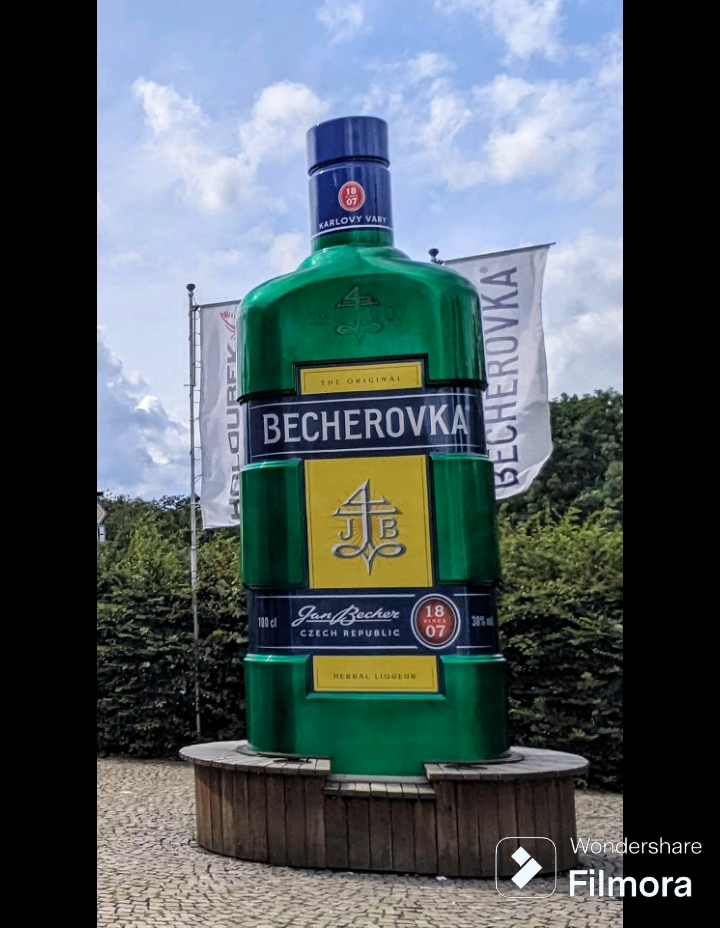 18
07
KARLOVY VARY
THE ORIGINAL
BECHEROVKA
J B
Jan Becher
CZECH REPUBLIC
100 cl
18
SINCE
07
38% vol.
HERBAL LIQUEUR
HOLOUBEK
BECHEROVKA®
Wondershare
Filmora